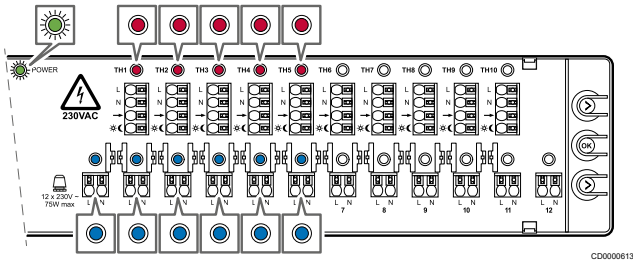 POWER TH1 TH2 TH3 TH4 TH5 TH6 TH7 TH8 TH9 TH10
L
N
L
N
L
N
L
N
L
N
L
N
L
N
L
N
L
N
L
N
230VAC
OK
12 x 230V ~
75W max
L N L N L N L N L N L N L N L N L N L N L N L N
7 8 9 10 11 12
CD0000613